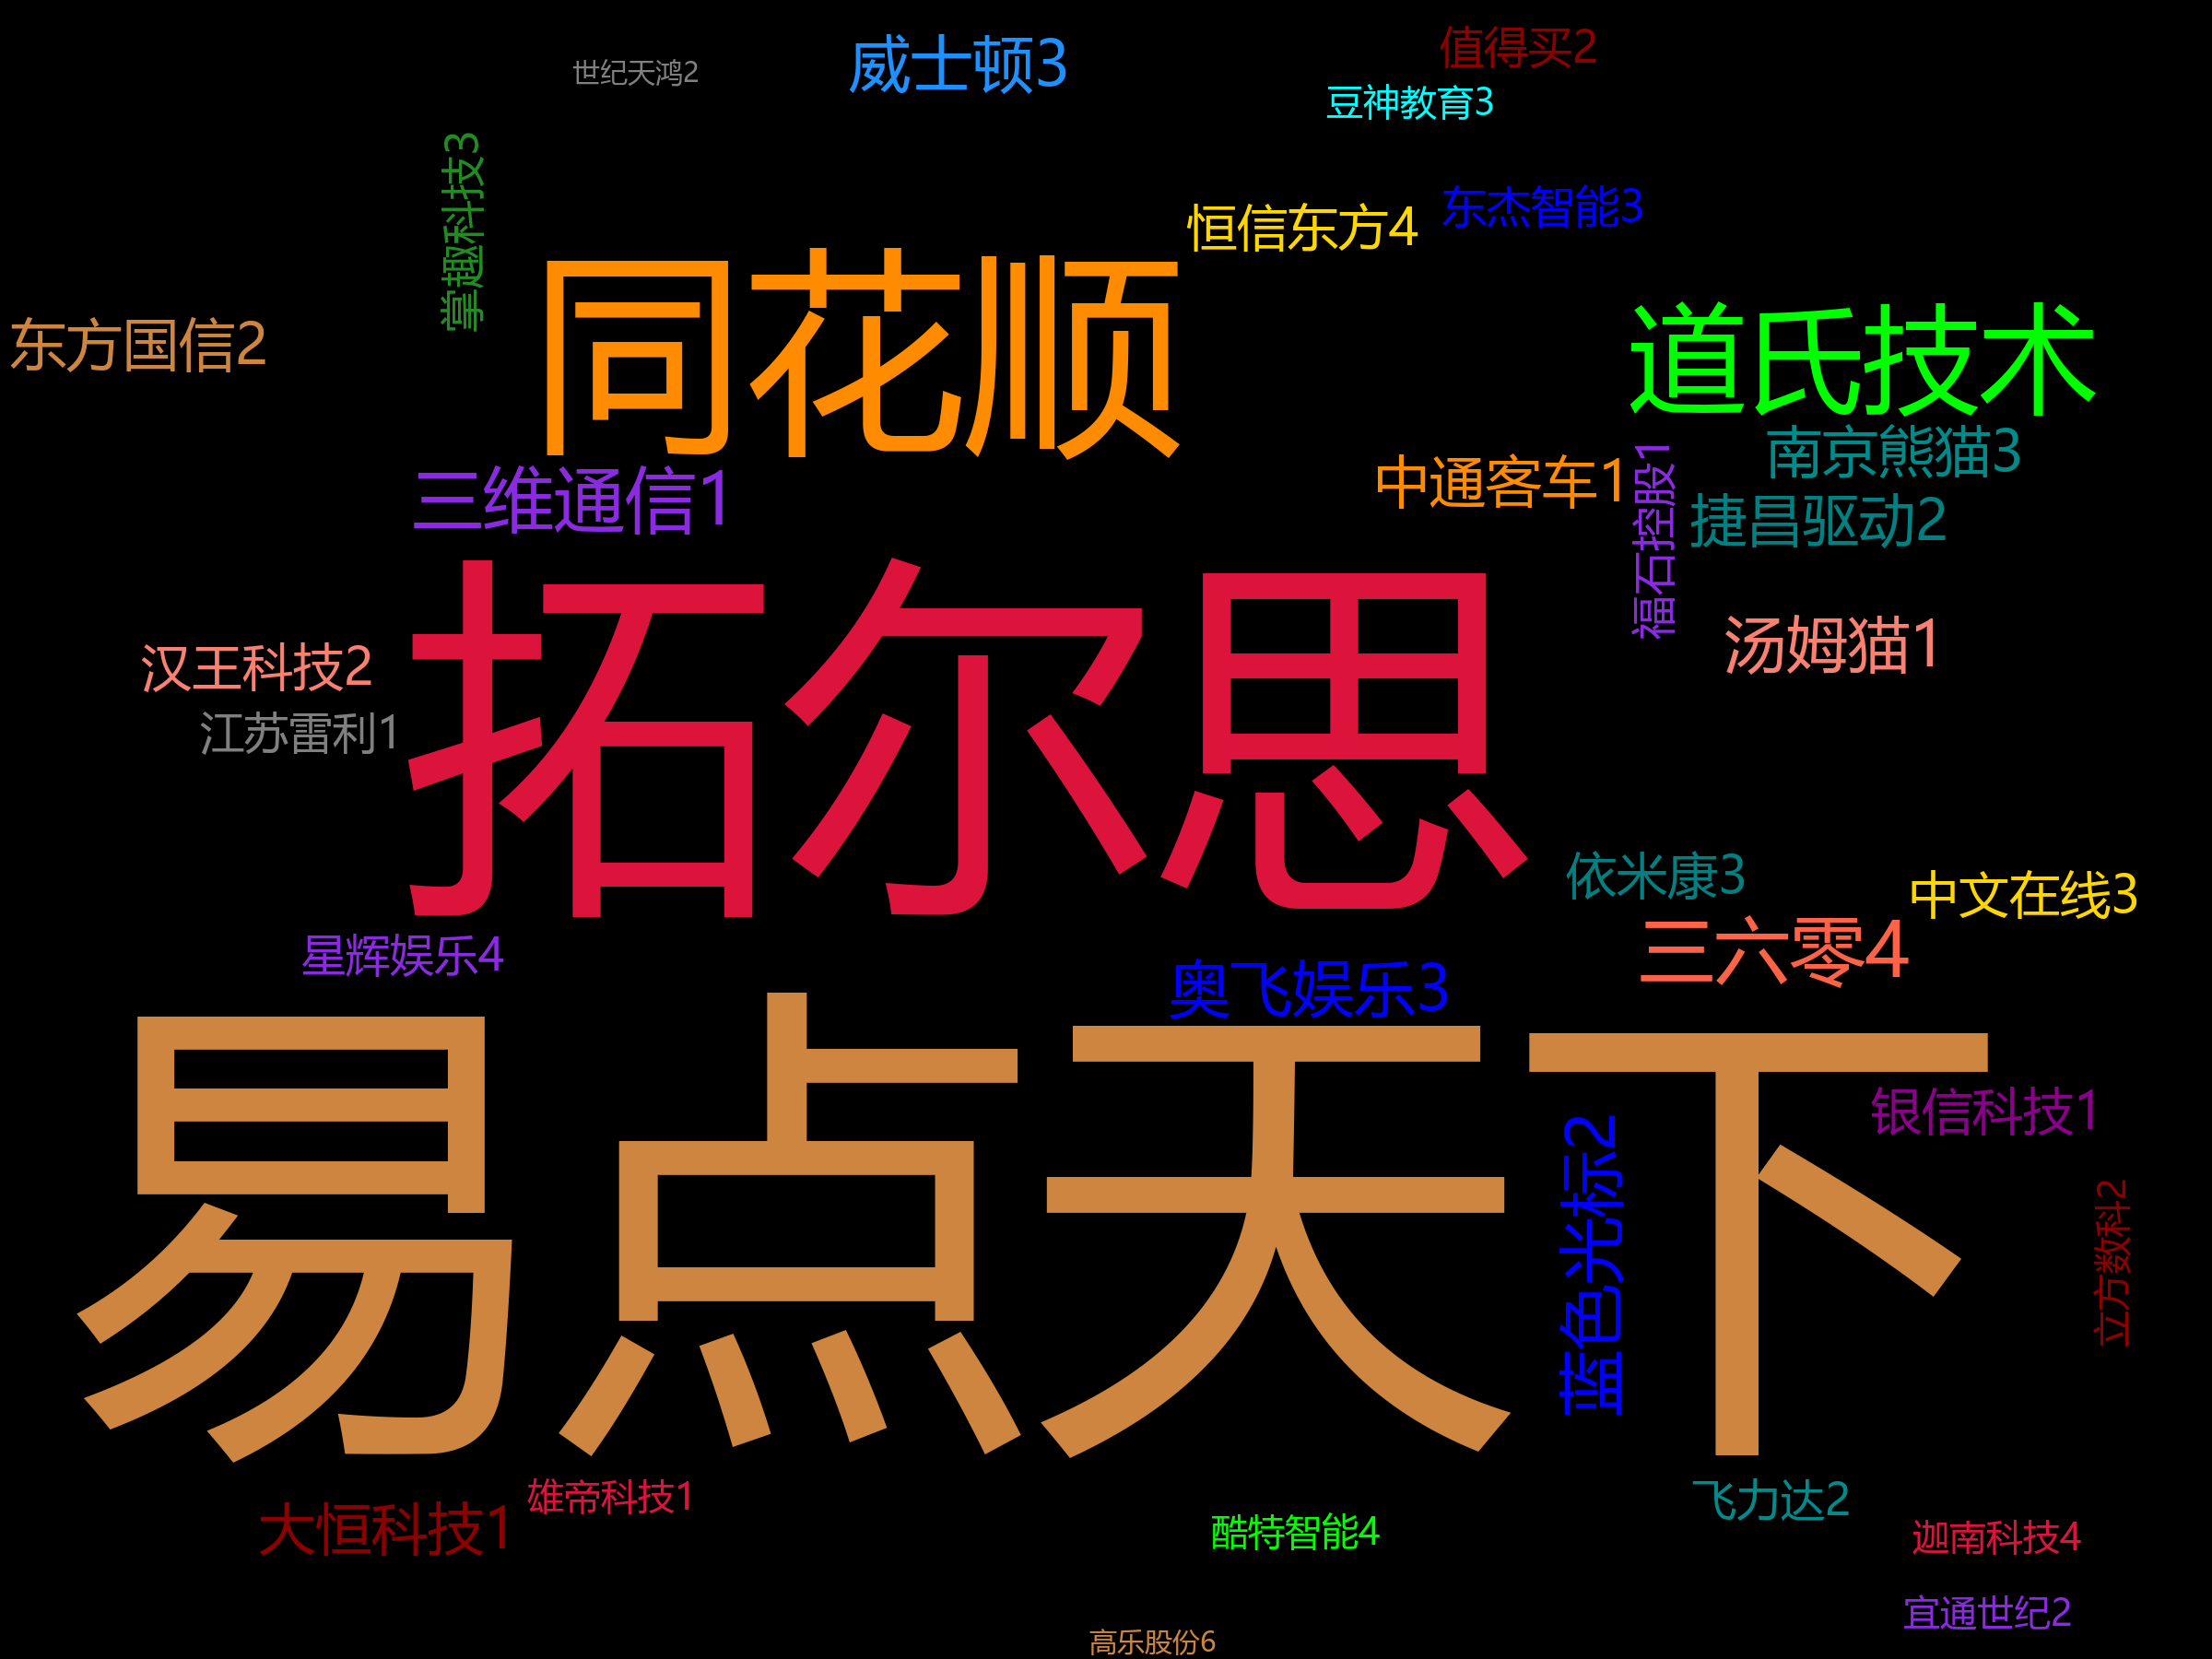 值得买2
威士顿3
世纪天鸿2
豆神教育3
掌趣科技3
东杰智能3
恒信东方4
同花顺
道氏技术
东方国信2
南京熊猫3
三维通信1
中通客车1
福石控股1
捷昌驱动2
拓尔思
汤姆猫1
汉王科技2
江苏雷利1
依米康3
中文在线3
三六零4
星辉娱乐4
奥飞娱乐3
易点天下
银信科技1
蓝色光标2
立方数科2
雄帝科技1
飞力达2
大恒科技1
酷特智能4
迦南科技4
宜通世纪2
高乐股份6